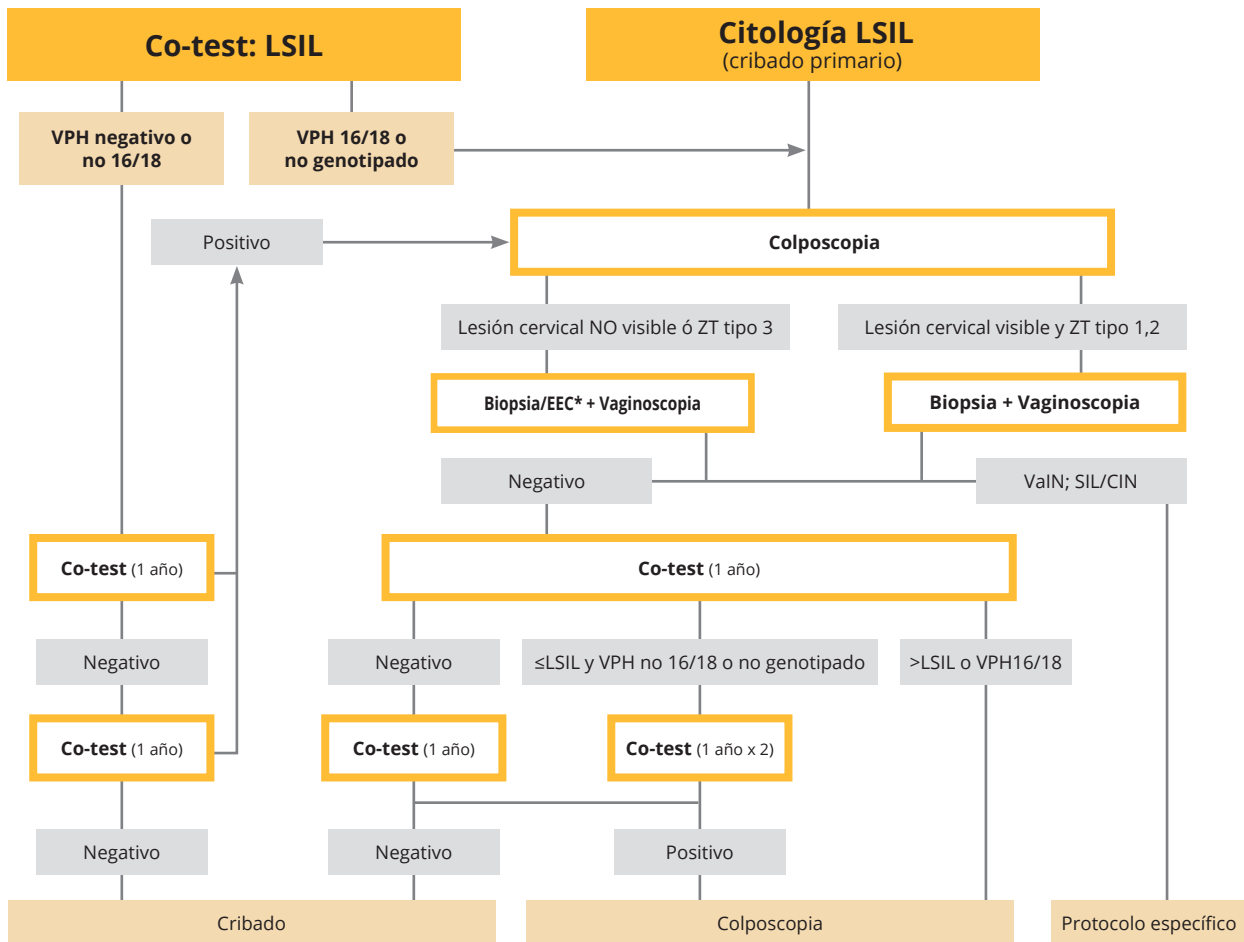 Co-test: LSIL
Citología LSIL
(cribado primario)
VPH negativo o
no 16/18
VPH 16/18 o
no genotipado
Positivo
Colposcopia
Lesión cervical NO visible ó ZT tipo 3
Lesión cervical visible y ZT tipo 1,2
Biopsia/EEC* + Vaginoscopia
Biopsia + Vaginoscopia
Negativo
VaIN; SIL/CIN
Co-test (1 año)
Co-test (1 año)
Negativo
Negativo
≤LSIL y VPH no 16/18 o no genotipado
>LSIL o VPH16/18
Co-test (1 año)
Co-test (1 año)
Co-test (1 año x 2)
Negativo
Negativo
Positivo
Cribado
Colposcopia
Protocolo específico